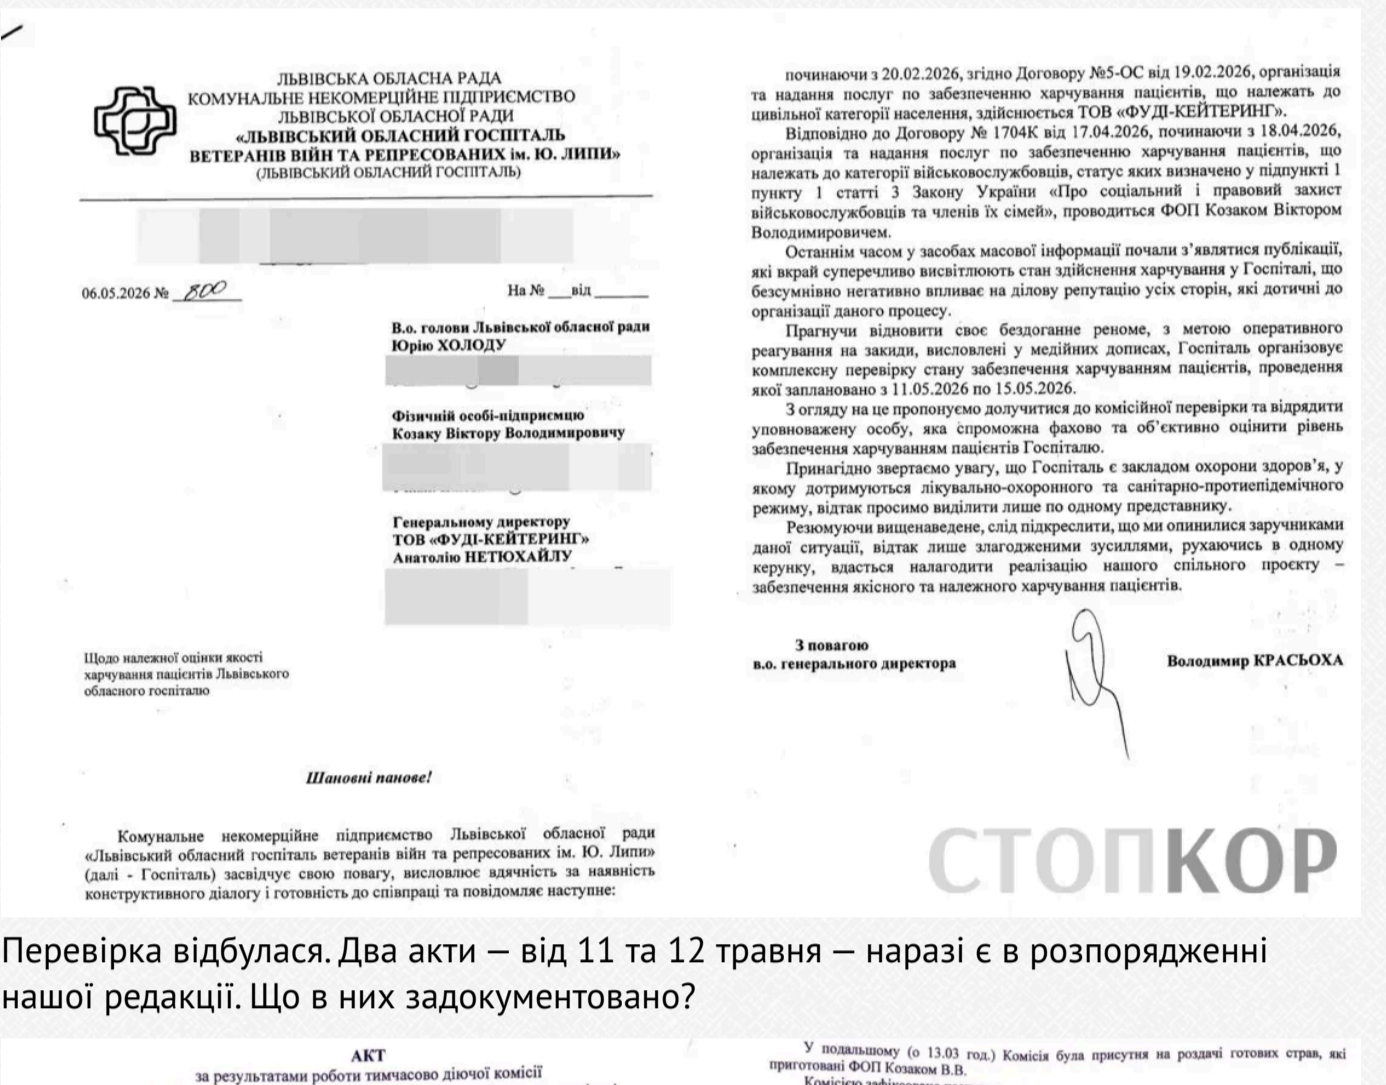 ЛЬВІВСЬКА ОБЛАСНА РАДА
КОМУНАЛЬНЕ НЕКОМЕРЦІЙНЕ ПІДПРИЄМСТВО
ЛЬВІВСЬКОЇ ОБЛАСНОЇ РАДИ
«ЛЬВІВСЬКИЙ ОБЛАСНИЙ ГОСПІТАЛЬ
ВЕТЕРАНІВ ВІЙН ТА РЕПРЕСОВАНИХ ім. Ю. ЛИПИ»
(ЛЬВІВСЬКИЙ ОБЛАСНИЙ ГОСПІТАЛЬ)
06.05.2026 № 800 На № ___від ______
В.о. голови Львівської обласної ради
Юрію ХОЛОДУ
Фізичній особі-підприємцю
Козаку Віктору Володимировичу
Генеральному директору
ТОВ «ФУДІ-КЕЙТЕРИНГ»
Анатолію НЕТЮХАЙЛУ
Щодо належної оцінки якості
харчування пацієнтів Львівського
обласного госпіталю
Шановні панове!
Комунальне некомерційне підприємство Львівської обласної ради
«Львівський обласний госпіталь ветеранів війн та репресованих ім. Ю. Липи»
(далі - Госпіталь) засвідчує свою повагу, висловлює вдячність за наявність
конструктивного діалогу і готовність до співпраці та повідомляє наступне:
починаючи з 20.02.2026, згідно Договору №5-ОС від 19.02.2026, організація
та надання послуг по забезпеченню харчування пацієнтів, що належать до
цивільної категорії населення, здійснюється ТОВ «ФУДІ-КЕЙТЕРИНГ».
Відповідно до Договору № 1704К від 17.04.2026, починаючи з 18.04.2026,
організація та надання послуг по забезпеченню харчування пацієнтів, що
належать до категорії військовослужбовців, статус яких визначено у підпункті 1
пункту 1 статті 3 Закону України «Про соціальний і правовий захист
військовослужбовців та членів їх сімей», проводиться ФОП Козаком Віктором
Володимировичем.
Останнім часом у засобах масової інформації почали з’являтися публікації,
які вкрай суперечливо висвітлюють стан здійснення харчування у Госпіталі, що
безсумнівно негативно впливає на ділову репутацію усіх сторін, які дотичні до
організації даного процесу.
Прагнучи відновити своє бездоганне реноме, з метою оперативного
реагування на закиди, висловлені у медійних дописах, Госпіталь організовує
комплексну перевірку стану забезпечення харчуванням пацієнтів, проведення
якої заплановано з 11.05.2026 по 15.05.2026.
З огляду на це пропонуємо долучитися до комісійної перевірки та відрядити
уповноважену особу, яка спроможна фахово та об’єктивно оцінити рівень
забезпечення харчуванням пацієнтів Госпіталю.
Принагідно звертаємо увагу, що Госпіталь є закладом охорони здоров’я, у
якому дотримуються лікувально-охоронного та санітарно-протиепідемічного
режиму, відтак просимо виділити лише по одному представнику.
Резюмуючи вищенаведене, слід підкреслити, що ми опинилися заручниками
даної ситуації, відтак лише злагодженими зусиллями, рухаючись в одному
керунку, вдасться налагодити реалізацію нашого спільного проєкту –
забезпечення якісного та належного харчування пацієнтів.
З повагою
в.о. генерального директора Володимир КРАСЬОХА
СТОПКОР
Перевірка відбулася. Два акти — від 11 та 12 травня — наразі є в розпорядженні
нашої редакції. Що в них задокументовано?
АКТ
за результатами роботи тимчасово діючої комісії
У подальшому (о 13.03 год.) Комісія була присутня на роздачі готових страв, які
приготовані ФОП Козаком В.В.